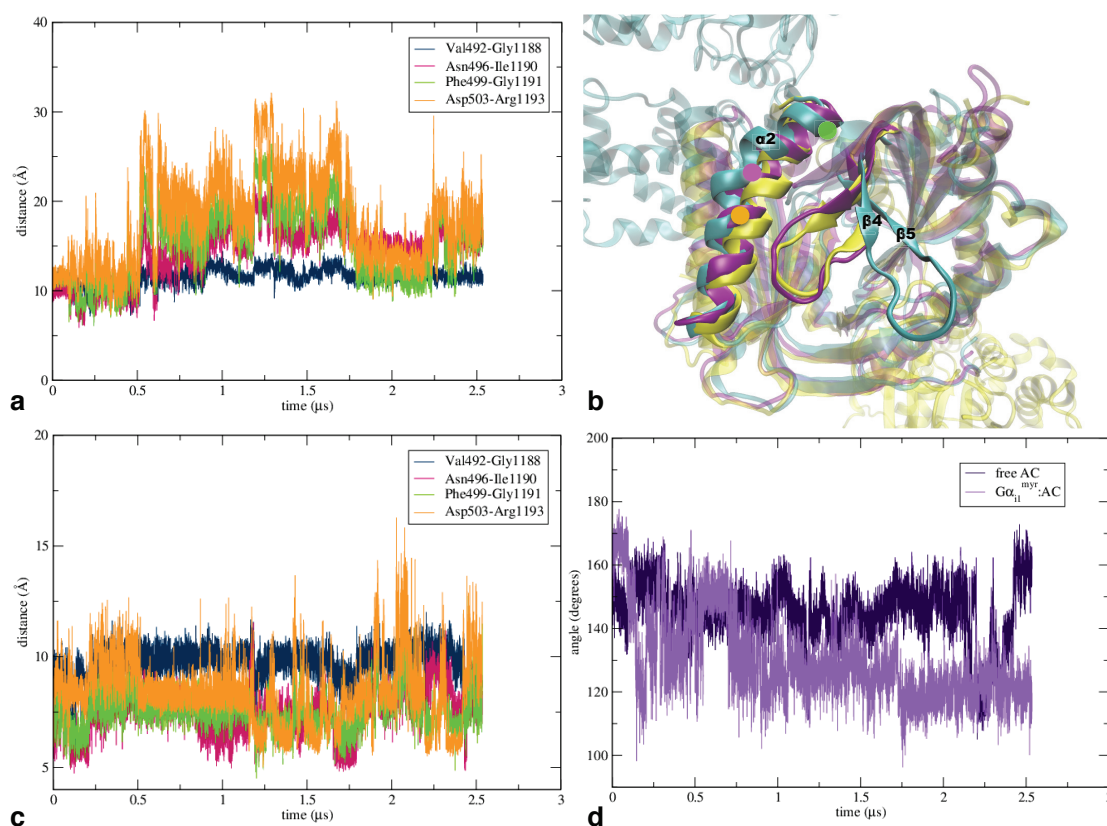 40
30
20
10
0
distance (Å)
0
0.5
1
1.5
2
2.5
3
time (μs)
Val492-Gly1188
Asn496-Ile1190
Phe499-Gly1191
Asp503-Arg1193
a
α2
β4
β5
b
20
15
10
5
distance (Å)
0
0.5
1
1.5
2
2.5
3
time (μs)
Val492-Gly1188
Asn496-Ile1190
Phe499-Gly1191
Asp503-Arg1193
c
200
180
160
140
120
100
angle (degrees)
0
0.5
1
1.5
2
2.5
3
time (μs)
free AC
Gαi1myr:AC
d